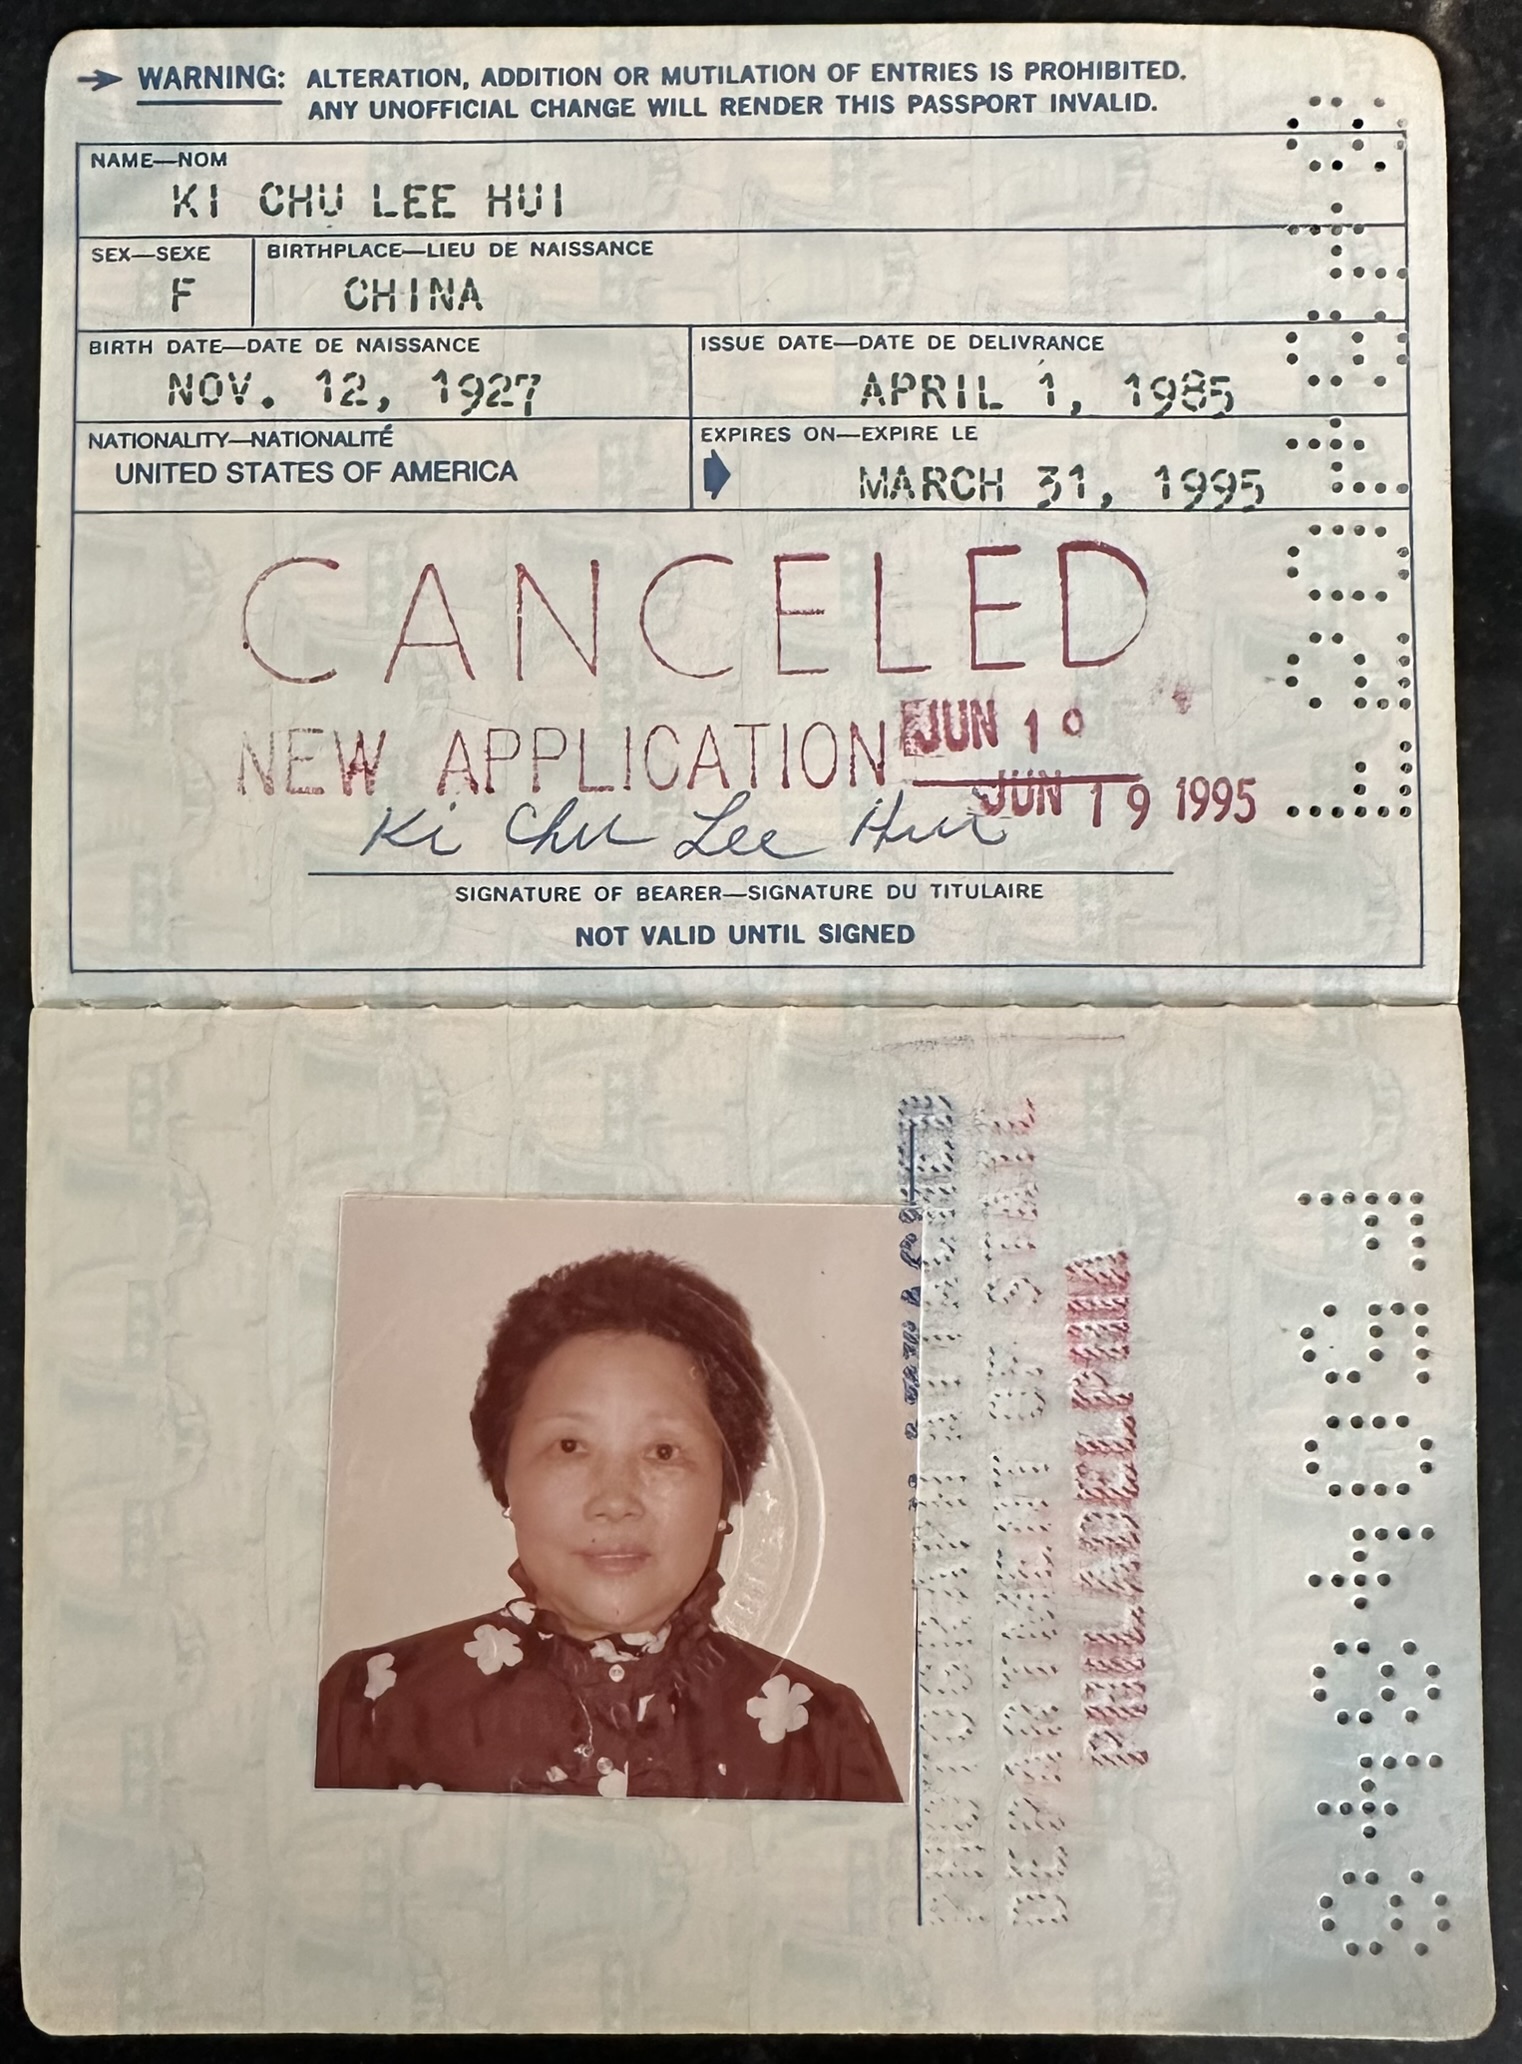 WARNING: ALTERATION, ADDITION OR MUTILATION OF ENTRIES IS PROHIBITED.
ANY UNOFFICIAL CHANGE WILL RENDER THIS PASSPORT INVALID.
NAME—NOM
KI CHU LEE HUI
SEX—SEXE
BIRTHPLACE—LIEU DE NAISSANCE
F
CHINA
BIRTH DATE—DATE DE NAISSANCE
ISSUE DATE—DATE DE DELIVRANCE
NOV. 12, 1927
APRIL 1, 1985
NATIONALITY—NATIONALITÉ
EXPIRES ON—EXPIRE LE
UNITED STATES OF AMERICA
MARCH 31, 1995
CANCELED
NEW APPLICATION JUN 19
JUN 19 1995
Ki Chu Lee Hui
SIGNATURE OF BEARER—SIGNATURE DU TITULAIRE
NOT VALID UNTIL SIGNED
PHOTOGRAPH ATTACHED
DEPARTMENT OF STATE
PHILADELPHIA